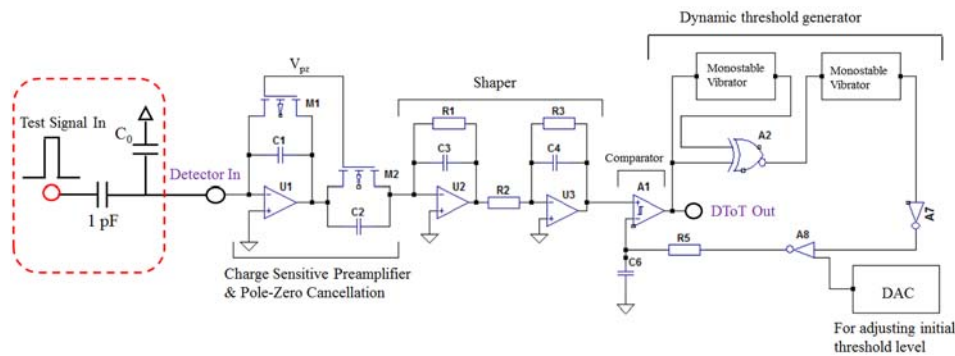 Dynamic threshold generator
Monostable
Vibrator
Monostable
Vibrator
V_pz
Shaper
M1
R1
R3
A2
Test Signal In
C_0
C1
C3
C4
M2
Comparator
Detector In
U1
U2
R2
U3
A1
DToT Out
A7
1 pF
C2
R5
A8
C6
Charge Sensitive Preamplifier
& Pole-Zero Cancellation
DAC
For adjusting initial
threshold level